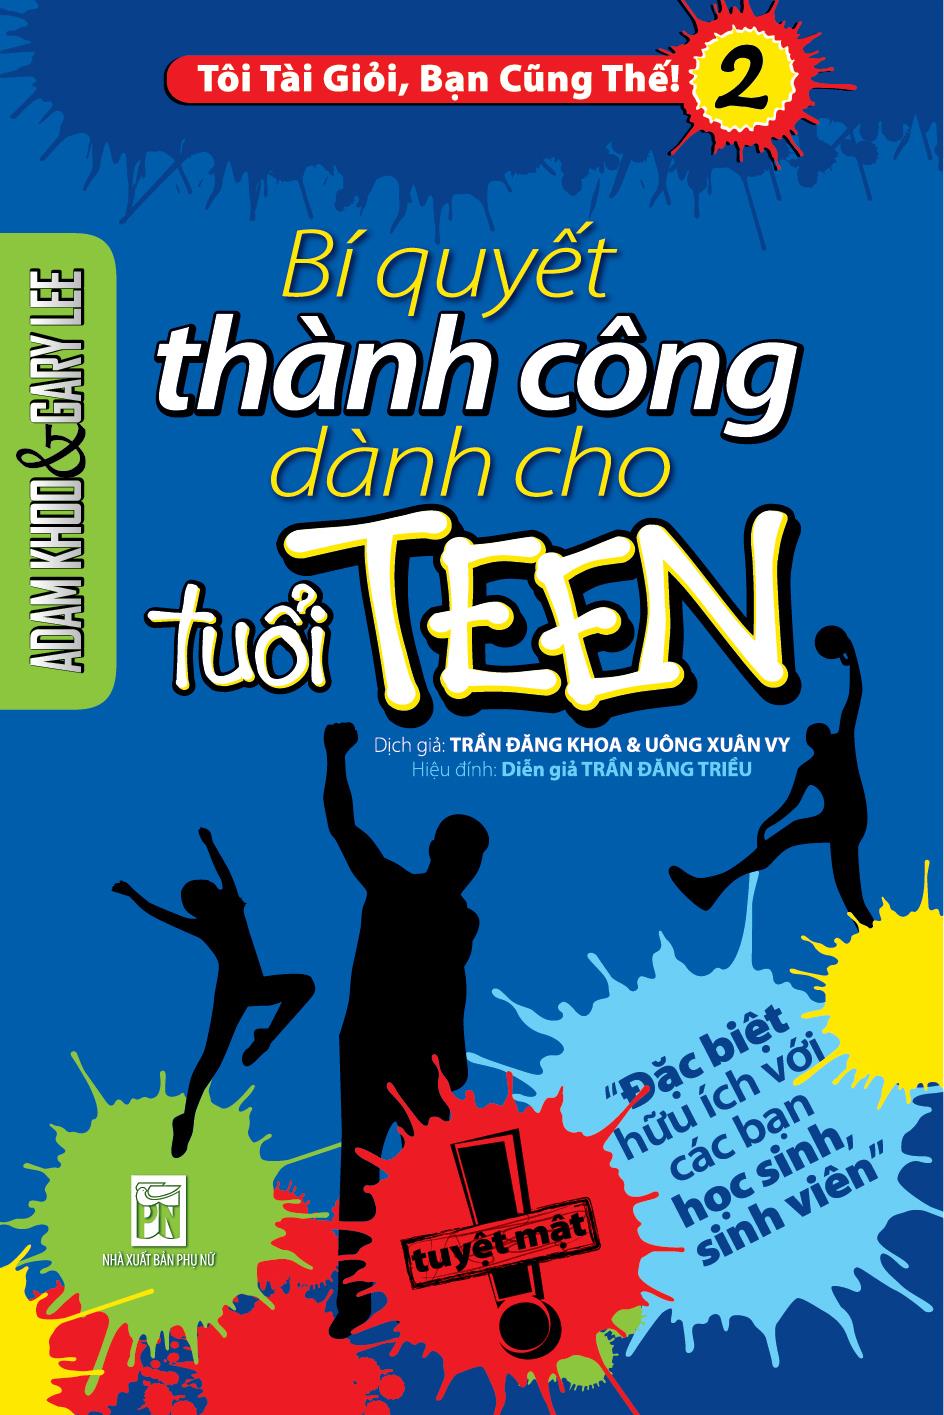 Tôi Tài Giỏi, Bạn Cũng Thế! 2
ADAM KHOO & GARY LEE
Bí quyết
thành công
dành cho
tuổi TEEN
Dịch giả: TRẦN ĐĂNG KHOA & UÔNG XUÂN VY
Hiệu đính: Diễn giả TRẦN ĐĂNG TRIỀU
“Đặc biệt
hữu ích với
các bạn
học sinh,
sinh viên”
tuyệt mật
PN
NHÀ XUẤT BẢN PHỤ NỮ